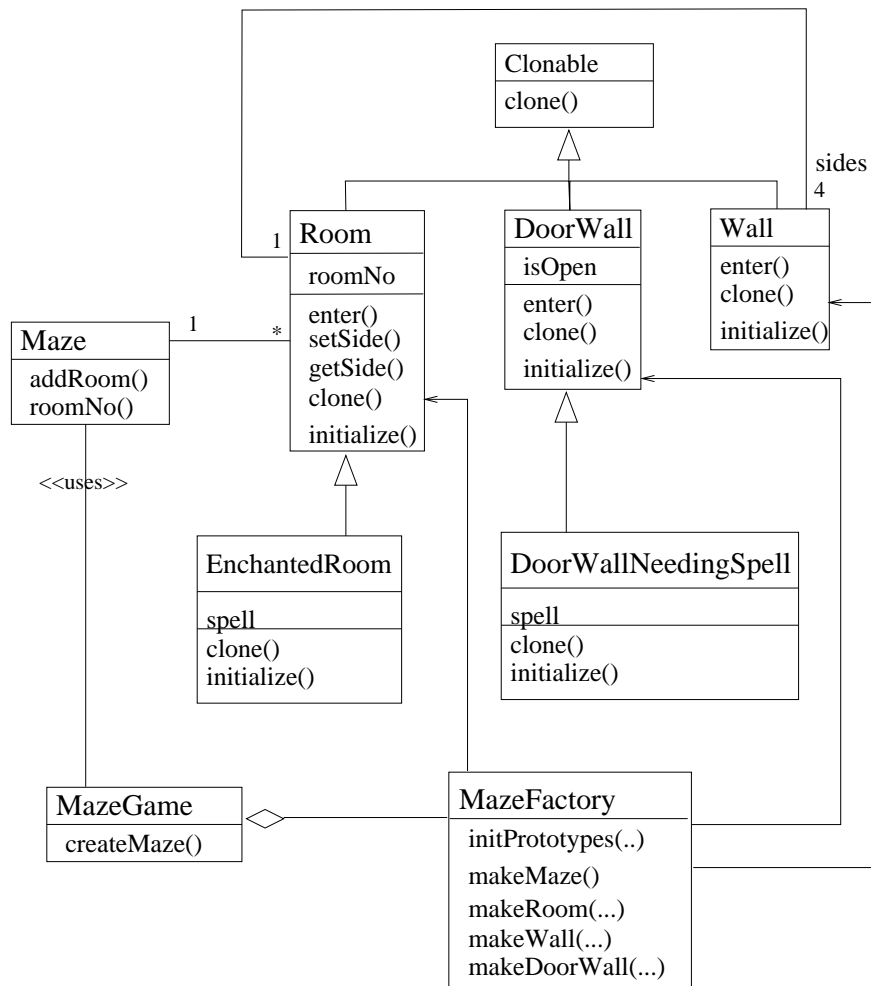 Clonable
clone()
sides
4
1
Room
roomNo
enter()
setSide()
getSide()
clone()
initialize()
DoorWall
isOpen
enter()
clone()
initialize()
Wall
enter()
clone()
initialize()
1
*
Maze
addRoom()
roomNo()
<<uses>>
EnchantedRoom
spell
clone()
initialize()
DoorWallNeedingSpell
spell
clone()
initialize()
MazeGame
createMaze()
MazeFactory
initPrototypes(..)
makeMaze()
makeRoom(...)
makeWall(...)
makeDoorWall(...)